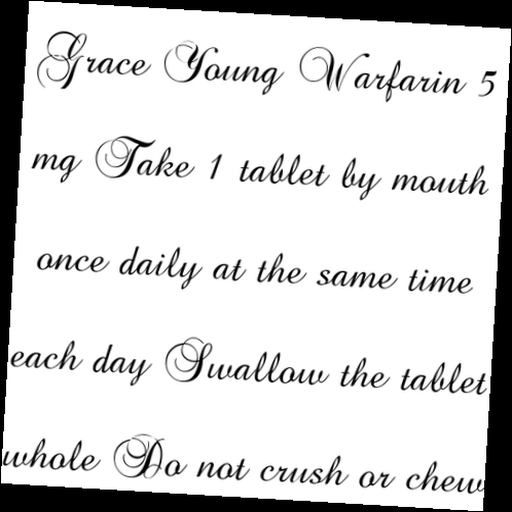 Grace Young Warfarin 5
mg Take 1 tablet by mouth
once daily at the same time
each day Swallow the tablet
whole Do not crush or chew